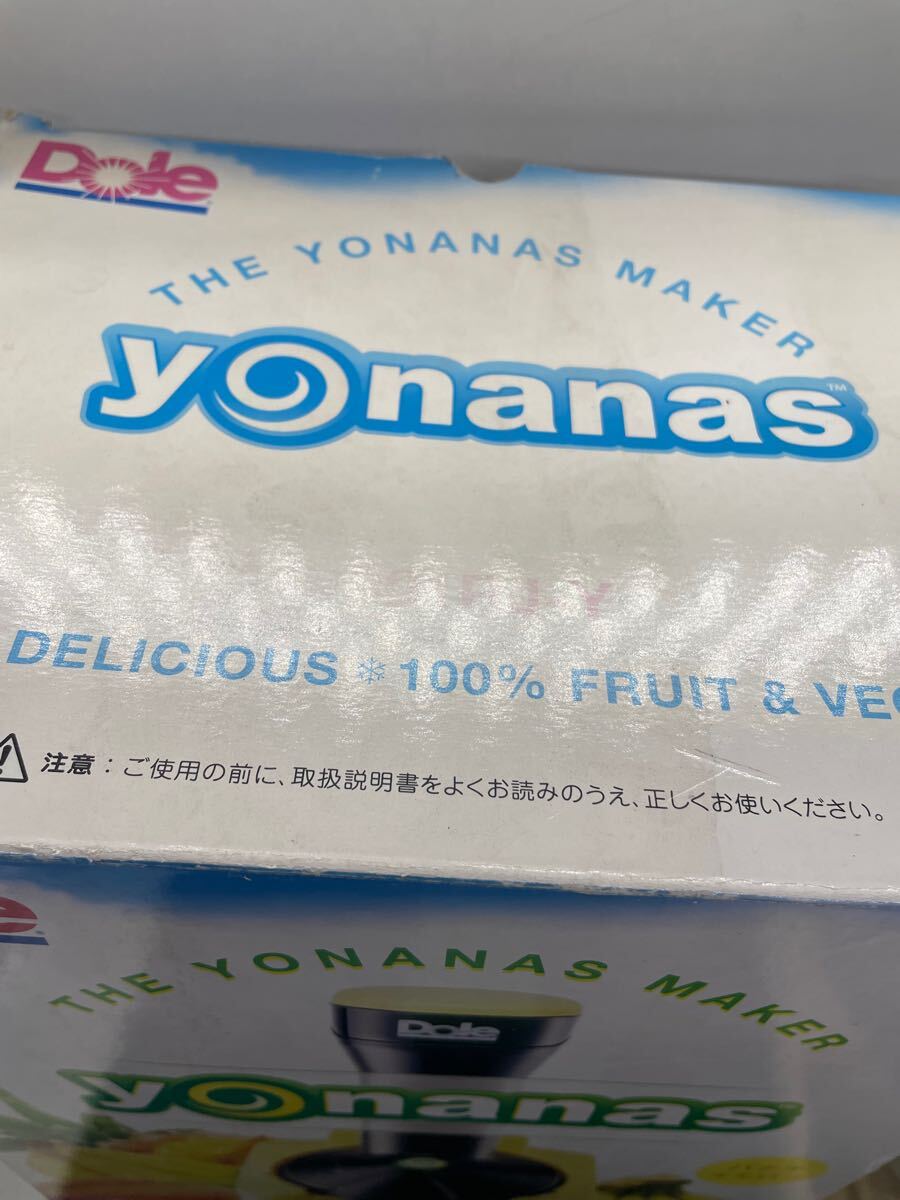 Dole
THE YONANAS MAKER
yonanas™
DELICIOUS ❄ 100% FRUIT & VEG
注意：ご使用の前に、取扱説明書をよくお読みのうえ、正しくお使いください。
THE YONANAS MAKER
Dole
yonanas